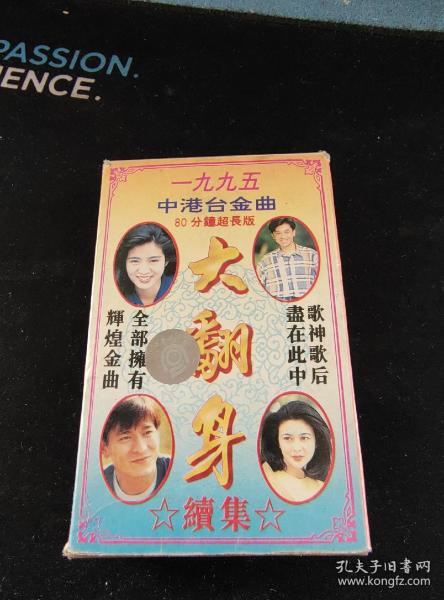 PASSION.
IENCE.
一九九五
中港台金曲
80分鐘超長版
大翻身
全部擁有
輝煌金曲
歌神歌后
盡在此中
☆續集☆
孔夫子旧书网
kongfz.com